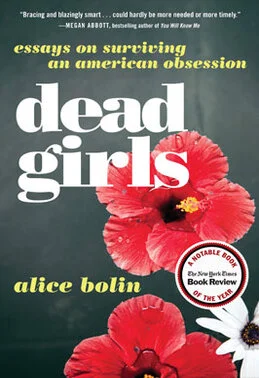 "Bracing and blazingly smart . . . could hardly be more needed or more timely."
—MEGAN ABBOTT, bestselling author of You Will Know Me
essays on surviving
an american obsession
dead
girls
A NOTABLE BOOK
The New York Times
Book Review
OF THE YEAR
alice bolin